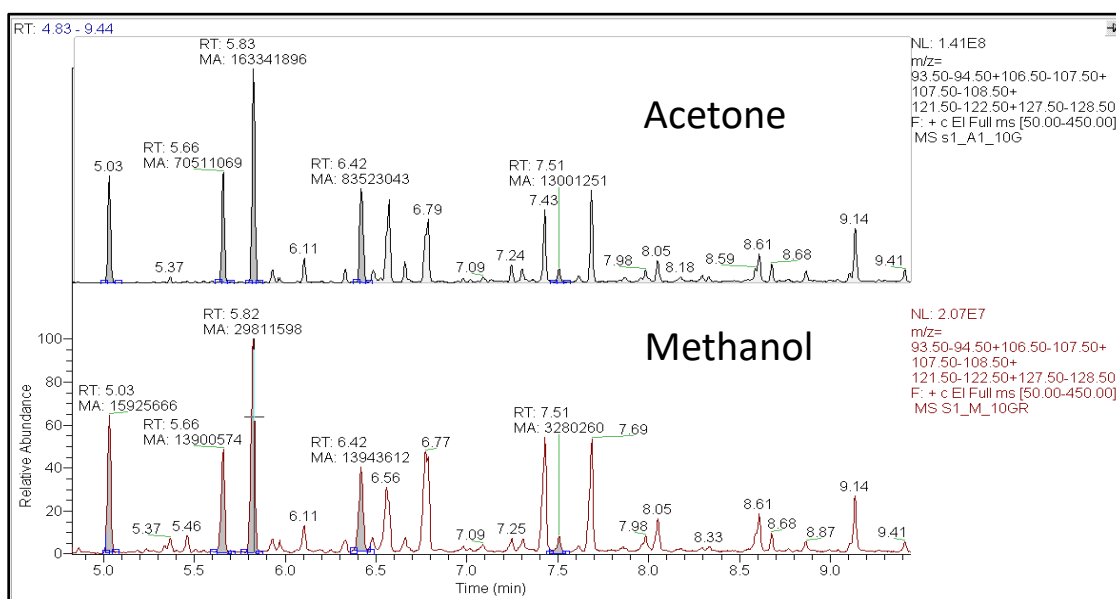 RT: 4.83 - 9.44
NL: 1.41E8
m/z=
93.50-94.50+106.50-107.50+
107.50-108.50+
121.50-122.50+127.50-128.50
F: + c EI Full ms [50.00-450.00]
MS s1_A1_10G
Acetone
RT: 5.83
MA: 163341896
5.03
RT: 5.66
MA: 70511069
5.37
6.11
RT: 6.42
MA: 83523043
6.79
7.09
7.24
RT: 7.51
MA: 13001251
7.43
7.98
8.05
8.18
8.59
8.61
8.68
9.14
9.41
NL: 2.07E7
m/z=
93.50-94.50+106.50-107.50+
107.50-108.50+
121.50-122.50+127.50-128.50
F: + c EI Full ms [50.00-450.00]
MS S1_M_10GR
Methanol
RT: 5.82
MA: 29811598
RT: 5.03
MA: 15925666
RT: 5.66
MA: 13900574
5.37
5.46
6.11
RT: 6.42
MA: 13943612
6.56
6.77
7.09
7.25
RT: 7.51
MA: 3280260
7.69
7.98
8.05
8.33
8.61
8.68
8.87
9.14
9.41
Relative Abundance
100
80
60
40
20
0
5.0 5.5 6.0 6.5 7.0 7.5 8.0 8.5 9.0
Time (min)